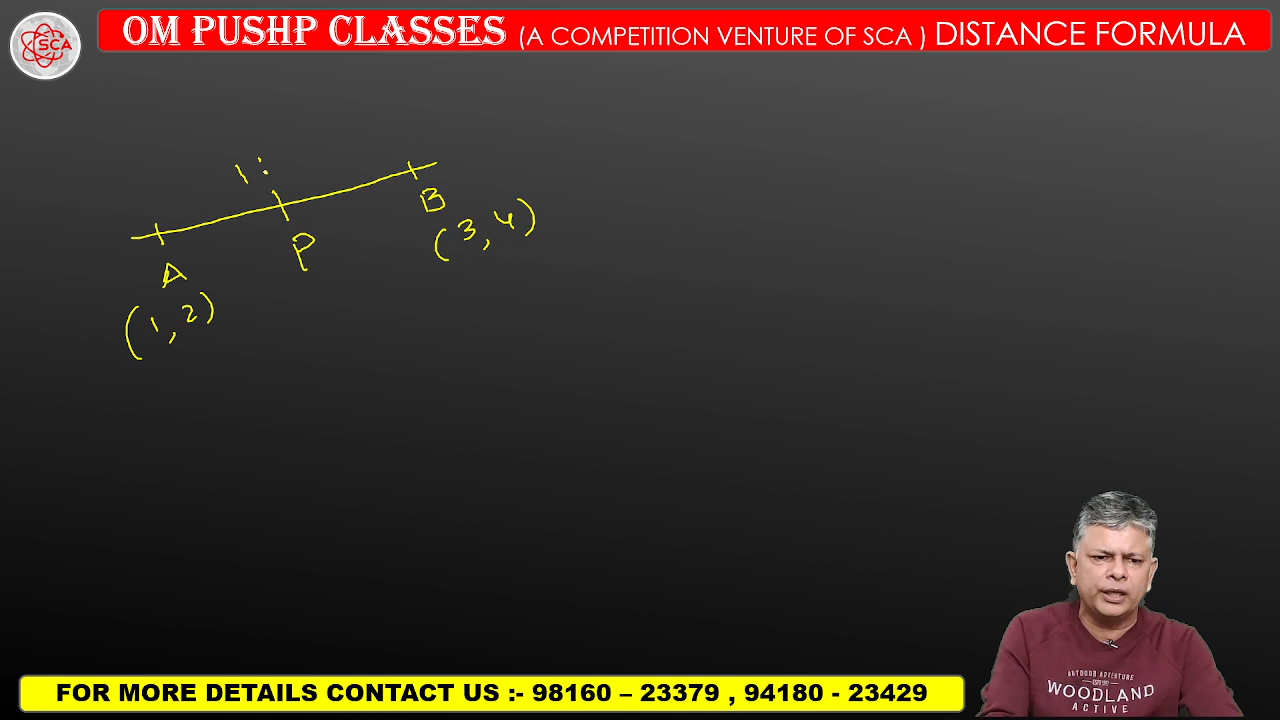 SCA
OM PUSHP CLASSES (A COMPETITION VENTURE OF SCA ) DISTANCE FORMULA
1:
A
P
B
(1,2)
(3,4)
OUTDOOR ADVENTURE
WOODLAND
ACTIVE
FOR MORE DETAILS CONTACT US :- 98160 – 23379 , 94180 - 23429